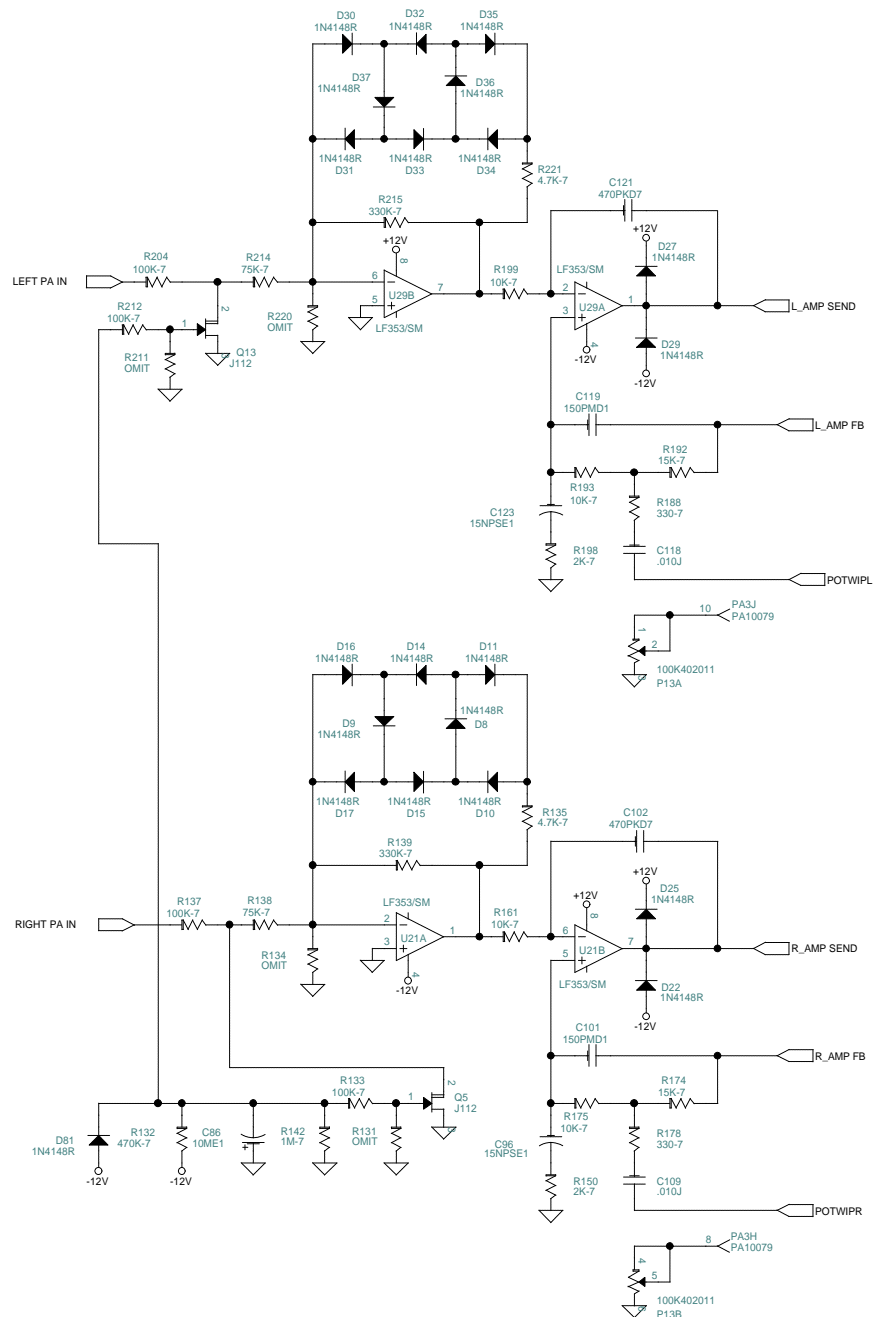 D30
1N4148R
D32
1N4148R
D35
1N4148R
D37
1N4148R
D36
1N4148R
1N4148R
D31
1N4148R
D33
1N4148R
D34
R221
4.7K-7
C121
470PKD7
R215
330K-7
+12V
8
+12V
D27
1N4148R
R204
100K-7
R214
75K-7
LEFT PA IN
6
5
7
U29B
LF353/SM
R199
10K-7
LF353/SM
2
3
1
U29A
4
-12V
L_AMP SEND
R212
100K-7
1
2
3
Q13
J112
R211
OMIT
R220
OMIT
D29
1N4148R
-12V
C119
150PMD1
L_AMP FB
R192
15K-7
R193
10K-7
R188
330-7
C123
15NPSE1
R198
2K-7
C118
.010J
POTWIPL
10
PA3J
PA10079
1
2
3
100K402011
P13A
D16
1N4148R
D14
1N4148R
D11
1N4148R
D9
1N4148R
1N4148R
D8
1N4148R
D17
1N4148R
D15
1N4148R
D10
R135
4.7K-7
C102
470PKD7
R139
330K-7
+12V
D25
1N4148R
R137
100K-7
R138
75K-7
RIGHT PA IN
LF353/SM
2
3
1
U21A
4
-12V
R161
10K-7
+12V
8
6
5
7
U21B
LF353/SM
R_AMP SEND
R134
OMIT
D22
1N4148R
-12V
C101
150PMD1
R_AMP FB
R174
15K-7
R175
10K-7
R178
330-7
R133
100K-7
1
2
3
Q5
J112
D81
1N4148R
-12V
R132
470K-7
-12V
C86
10ME1
R142
1M-7
R131
OMIT
C96
15NPSE1
R150
2K-7
C109
.010J
POTWIPR
8
PA3H
PA10079
4
5
6
100K402011
P13B